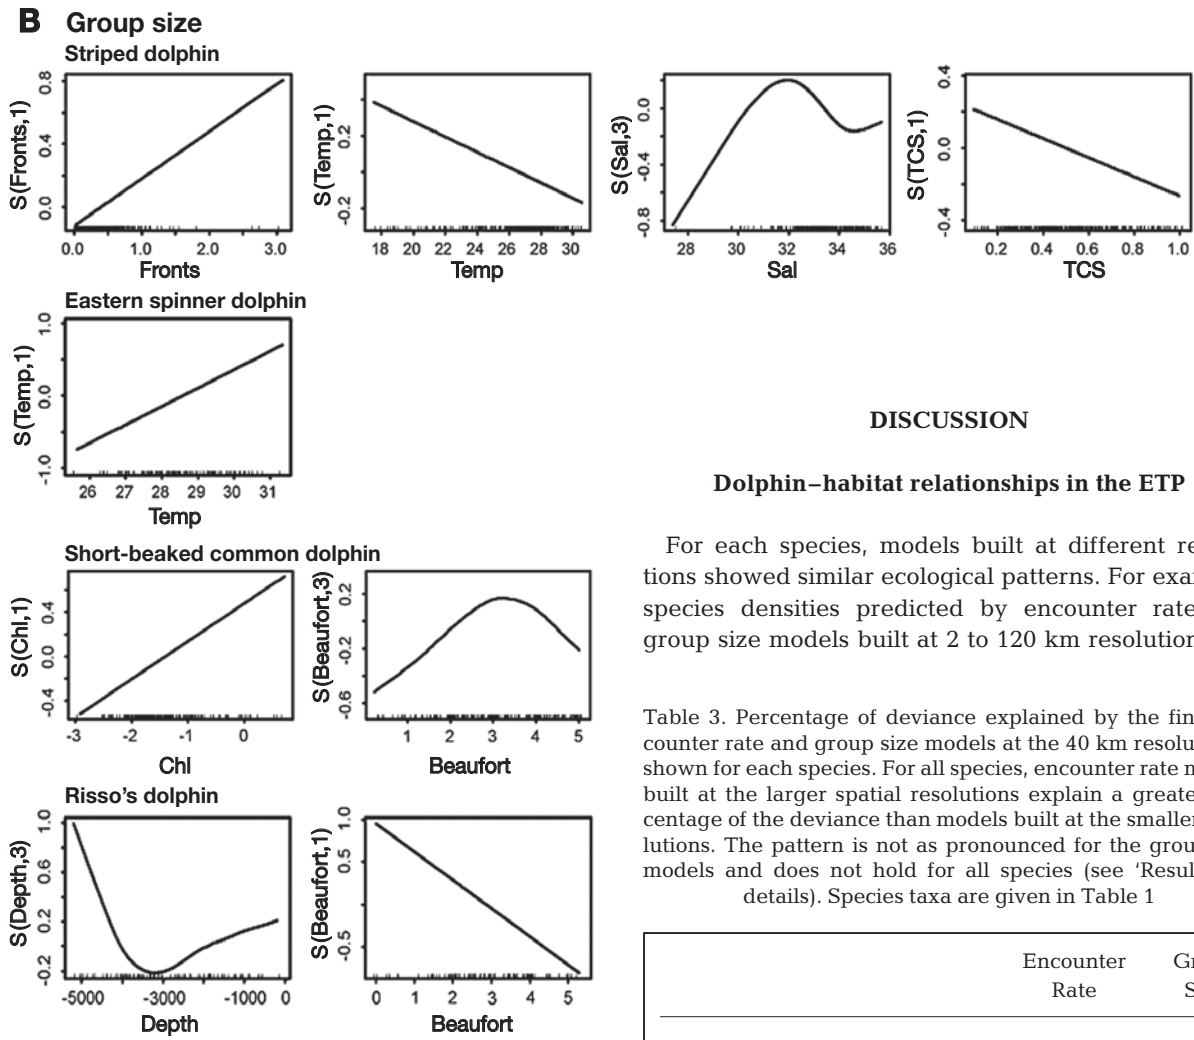 B Group size
Striped dolphin
S(Fronts,1)
0.8
0.4
0.0
0.0 1.0 2.0 3.0
Fronts
S(Temp,1)
0.2
-0.2
18 20 22 24 26 28 30
Temp
S(Sal,3)
0.0
-0.4
-0.8
28 30 32 34 36
Sal
S(TCS,1)
0.4
0.0
-0.4
0.2 0.4 0.6 0.8 1.0
TCS
Eastern spinner dolphin
S(Temp,1)
1.0
0.0
-1.0
26 27 28 29 30 31
Temp
Short-beaked common dolphin
S(Chl,1)
0.4
0.0
-0.4
-3 -2 -1 0
Chl
S(Beaufort,3)
0.2
-0.2
-0.6
1 2 3 4 5
Beaufort
Risso's dolphin
S(Depth,3)
1.0
0.6
0.2
-0.2
-5000 -3000 -1000 0
Depth
S(Beaufort,1)
1.0
0.5
-0.5
0 1 2 3 4 5
Beaufort
DISCUSSION
Dolphin–habitat relationships in the ETP
For each species, models built at different re
tions showed similar ecological patterns. For exa
species densities predicted by encounter rate
group size models built at 2 to 120 km resolution
Table 3. Percentage of deviance explained by the fin
counter rate and group size models at the 40 km resolu
shown for each species. For all species, encounter rate
built at the larger spatial resolutions explain a greate
centage of the deviance than models built at the smaller
lutions. The pattern is not as pronounced for the grou
models and does not hold for all species (see ‘Resul
details). Species taxa are given in Table 1
Encounter
Rate